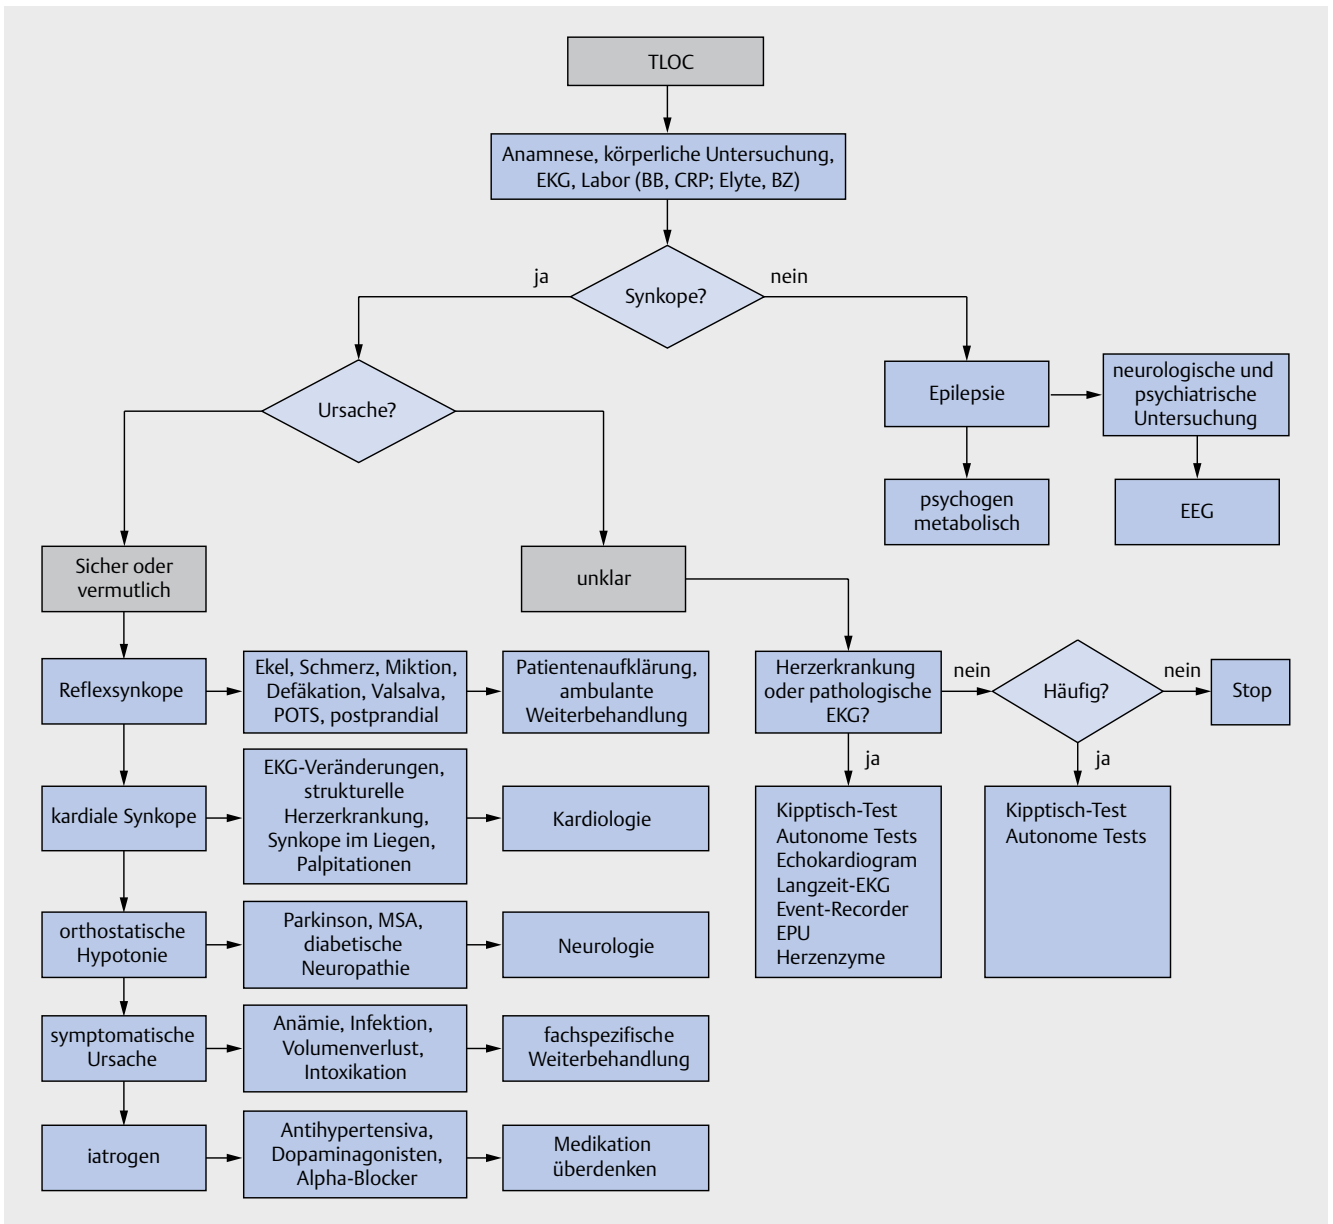 TLOC
Anamnese, körperliche Untersuchung,
EKG, Labor (BB, CRP; Elyte, BZ)
ja
Synkope?
nein
Ursache?
Epilepsie
neurologische und
psychiatrische
Untersuchung
psychogen
metabolisch
EEG
Sicher oder
vermutlich
unklar
Reflexsynkope
Ekel, Schmerz, Miktion,
Defäkation, Valsalva,
POTS, postprandial
Patientenaufklärung,
ambulante
Weiterbehandlung
Herzerkrankung
oder pathologische
EKG?
nein
Häufig?
nein
Stop
ja
ja
kardiale Synkope
EKG-Veränderungen,
strukturelle
Herzerkrankung,
Synkope im Liegen,
Palpitationen
Kardiologie
Kipptisch-Test
Autonome Tests
Echokardiogram
Langzeit-EKG
Event-Recorder
EPU
Herzenzyme
Kipptisch-Test
Autonome Tests
orthostatische
Hypotonie
Parkinson, MSA,
diabetische
Neuropathie
Neurologie
symptomatische
Ursache
Anämie, Infektion,
Volumenverlust,
Intoxikation
fachspezifische
Weiterbehandlung
iatrogen
Antihypertensiva,
Dopaminagonisten,
Alpha-Blocker
Medikation
überdenken